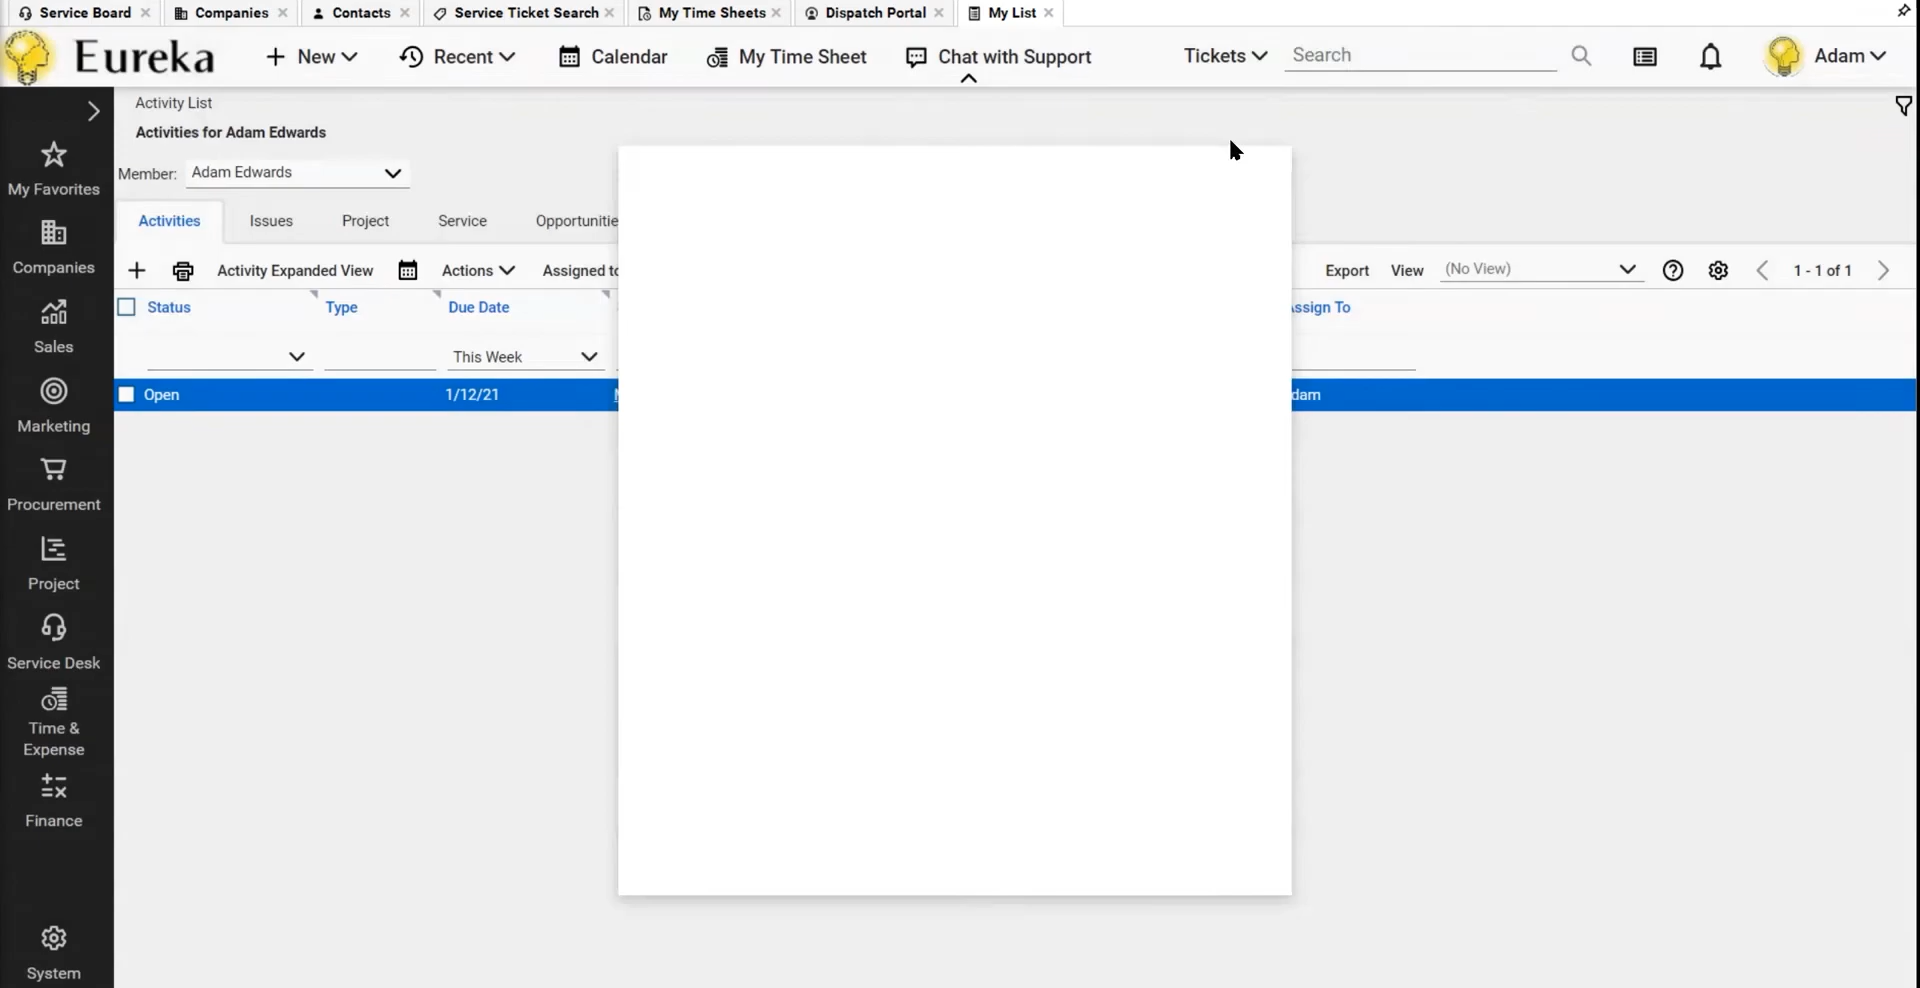 Service Board Companies Contacts Service Ticket Search My Time Sheets Dispatch Portal My List
Eureka New Recent Calendar My Time Sheet Chat with Support Tickets Search Adam
Activity List
Activities for Adam Edwards
Member: Adam Edwards
My Favorites
Activities Issues Project Service Opportunitie
Companies
Activity Expanded View Actions Assigned to Export View (No View) 1 - 1 of 1
Status Type Due Date Assign To
Sales
This Week
Open 1/12/21 dam
Marketing
Procurement
Project
Service Desk
Time &
Expense
Finance
System